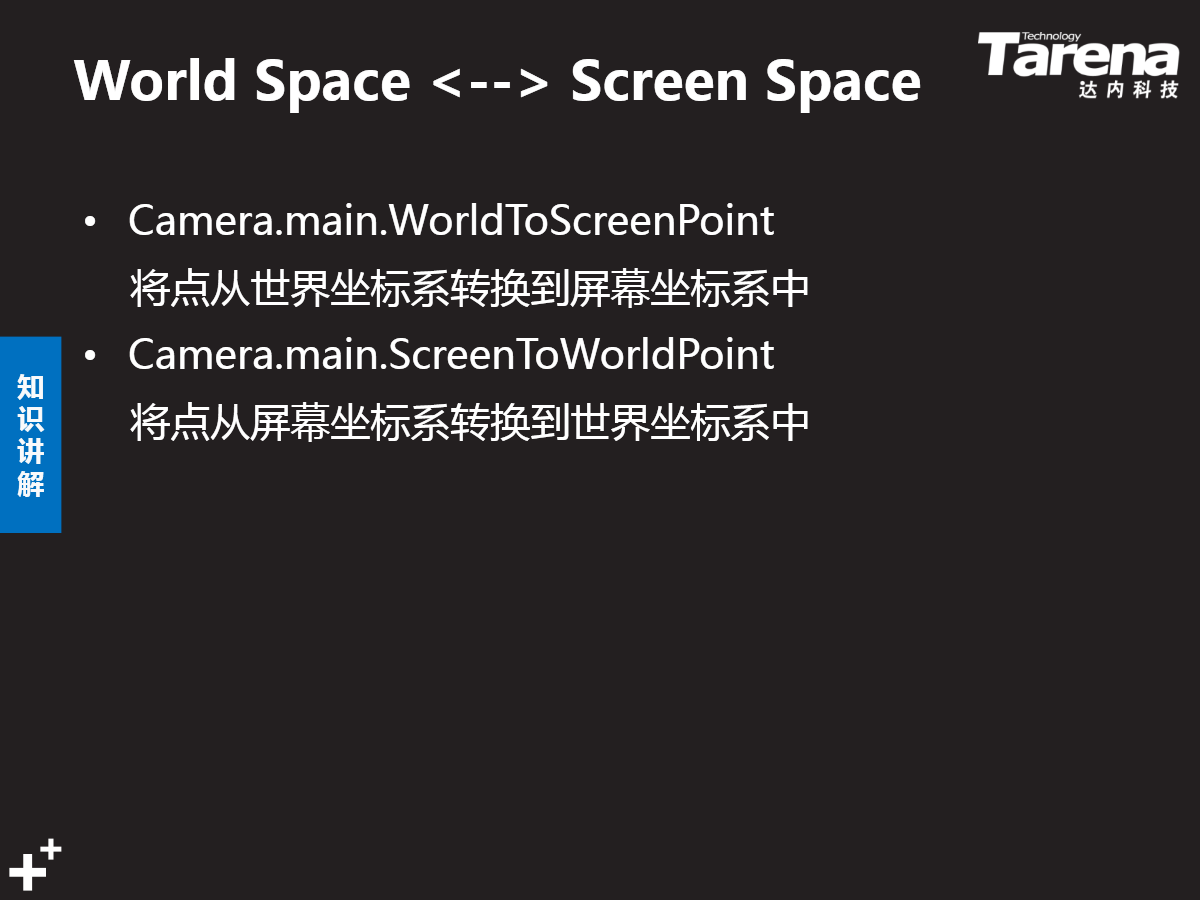 World Space <--> Screen Space
Technology
Tarena
达内科技
• Camera.main.WorldToScreenPoint
将点从世界坐标系转换到屏幕坐标系中
• Camera.main.ScreenToWorldPoint
将点从屏幕坐标系转换到世界坐标系中
知识讲解